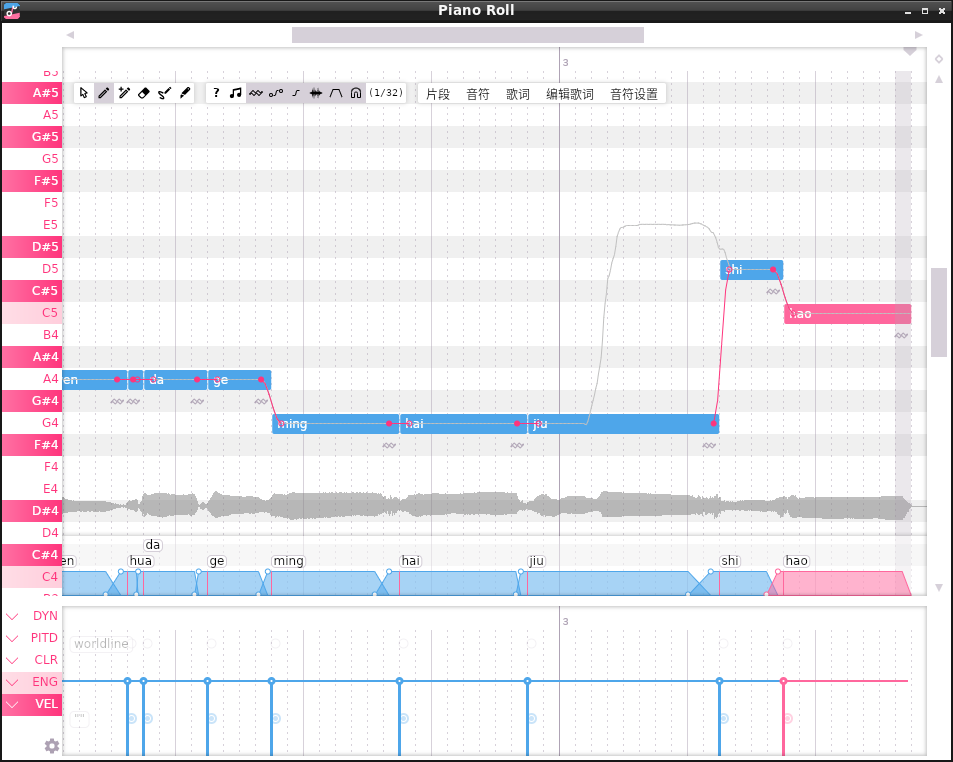 Piano Roll
3
B5
A#5
? (1/32) 片段 音符 歌词 编辑歌词 音符设置
A5
G#5
G5
F#5
F5
E5
D#5
D5 shi
C#5
C5 hao
B4
A#4
A4 en da ge
G#4
G4 ming hai jiu
F#4
F4
E4
D#4
D4
da
C#4 en hua ge ming hai jiu shi hao
C4
DYN 3
PITD worldline
CLR
ENG
VEL ""